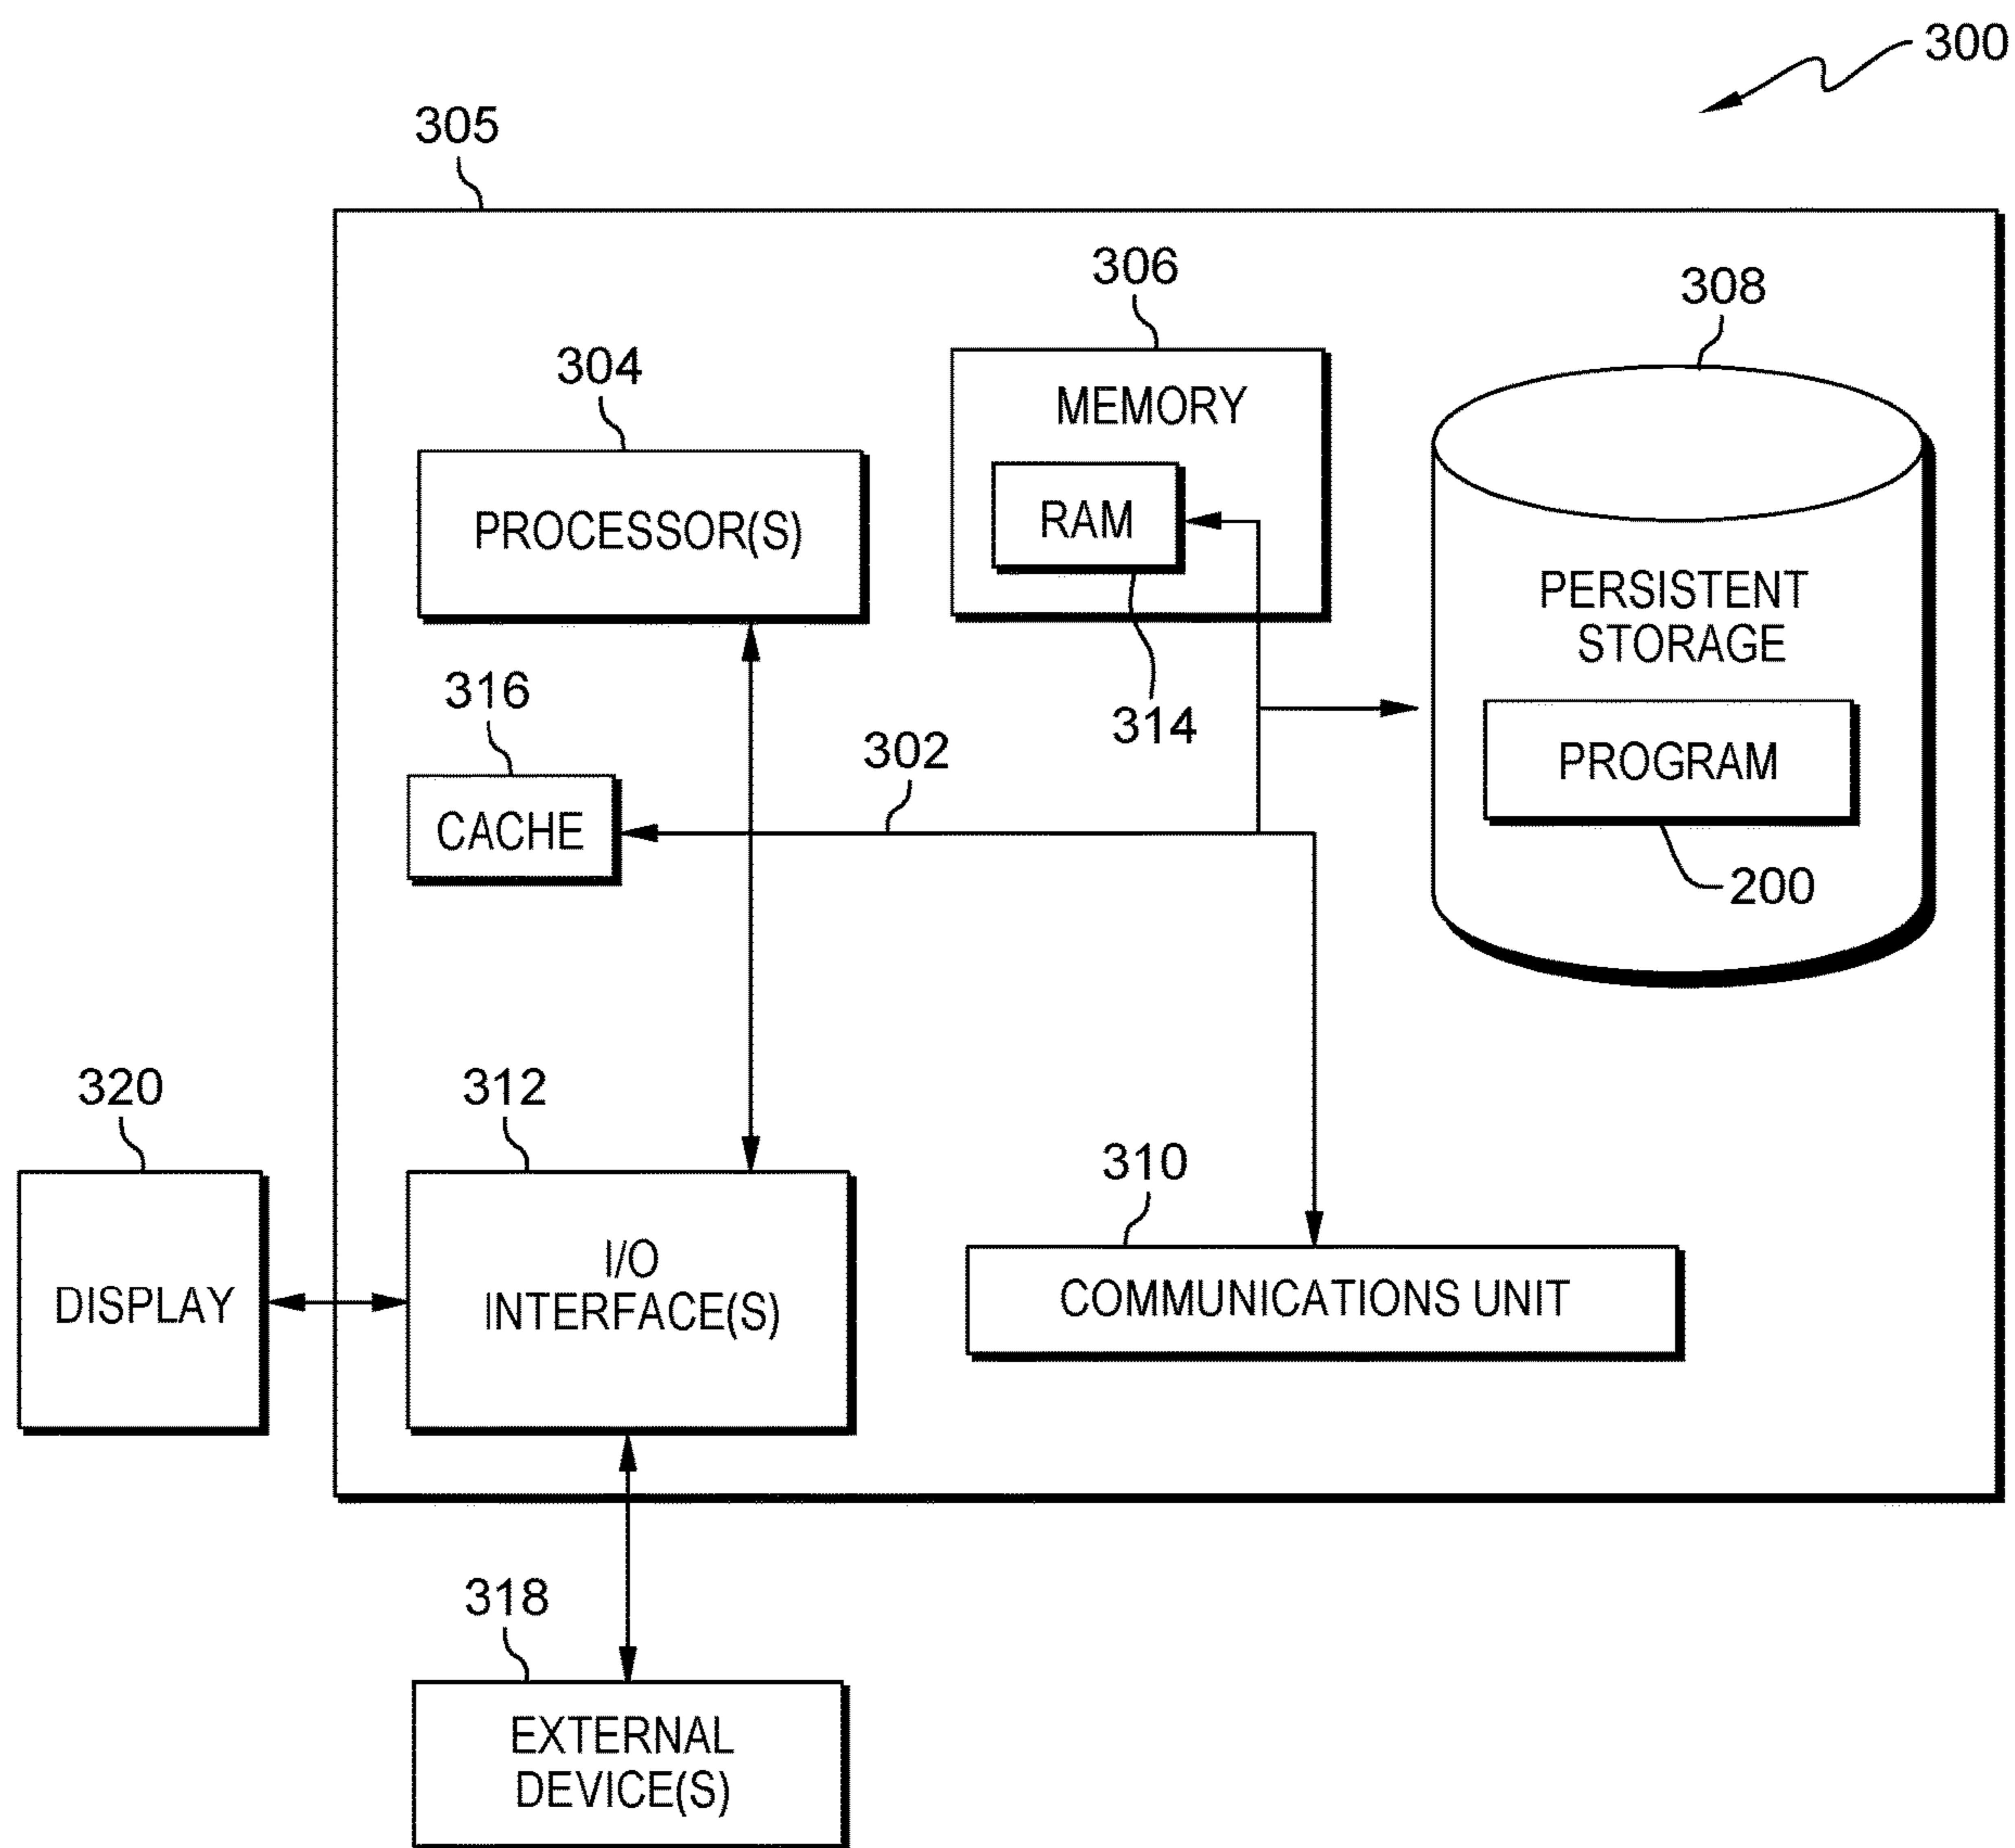 300
305
306
308
304
MEMORY
RAM
PROCESSOR(S)
PERSISTENT
STORAGE
316
314
302
PROGRAM
CACHE
200
320
312
310
I/O
INTERFACE(S)
DISPLAY
COMMUNICATIONS UNIT
318
EXTERNAL
DEVICE(S)